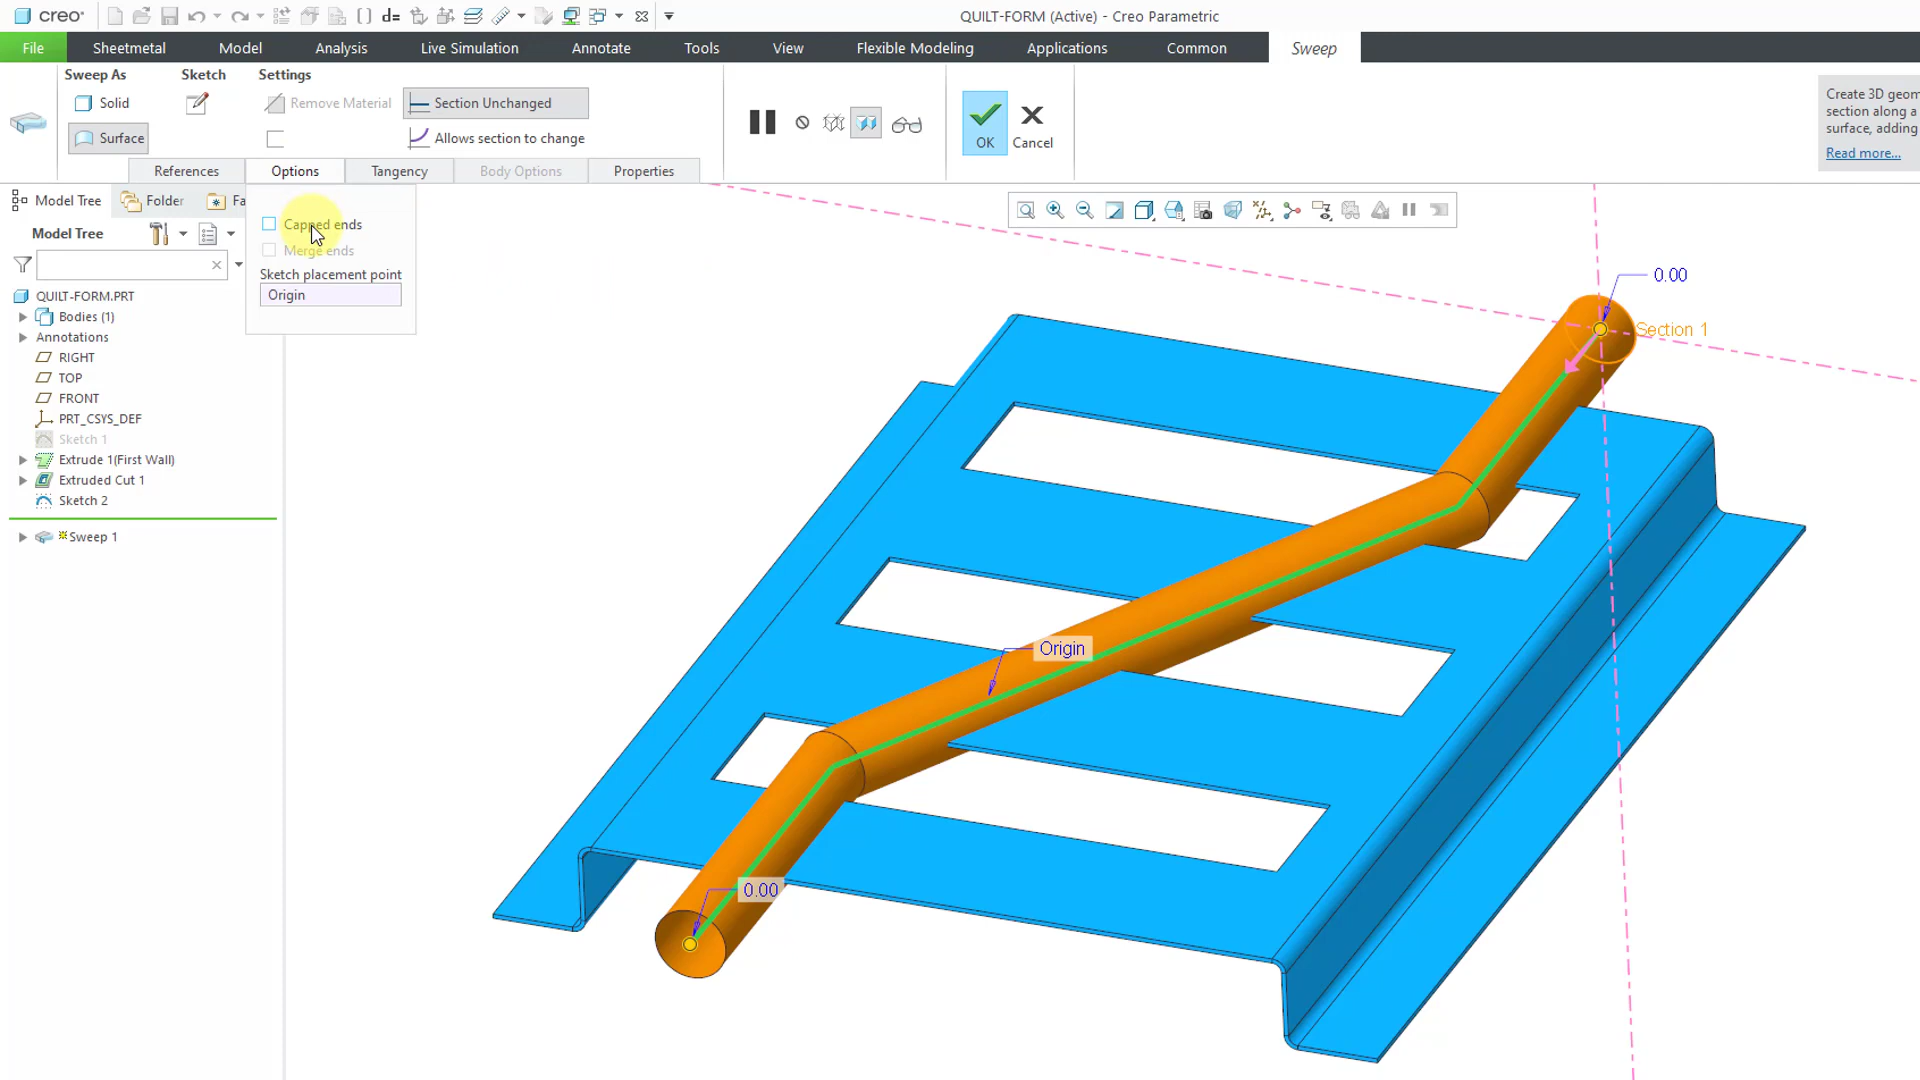 creo
d=
QUILT-FORM (Active) - Creo Parametric
File
Sheetmetal
Model
Analysis
Live Simulation
Annotate
Tools
View
Flexible Modeling
Applications
Common
Sweep
Sweep As
Solid
Surface
Sketch
Settings
Remove Material
Section Unchanged
Allows section to change
OK
Cancel
Create 3D geom
section along a
surface, adding
Read more...
References
Options
Tangency
Body Options
Properties
Capped ends
Merge ends
Sketch placement point
Origin
Model Tree
Folder
Fa
Model Tree
QUILT-FORM.PRT
Bodies (1)
Annotations
RIGHT
TOP
FRONT
PRT_CSYS_DEF
Sketch 1
Extrude 1(First Wall)
Extruded Cut 1
Sketch 2
Sweep 1
0.00
Section 1
Origin
0.00